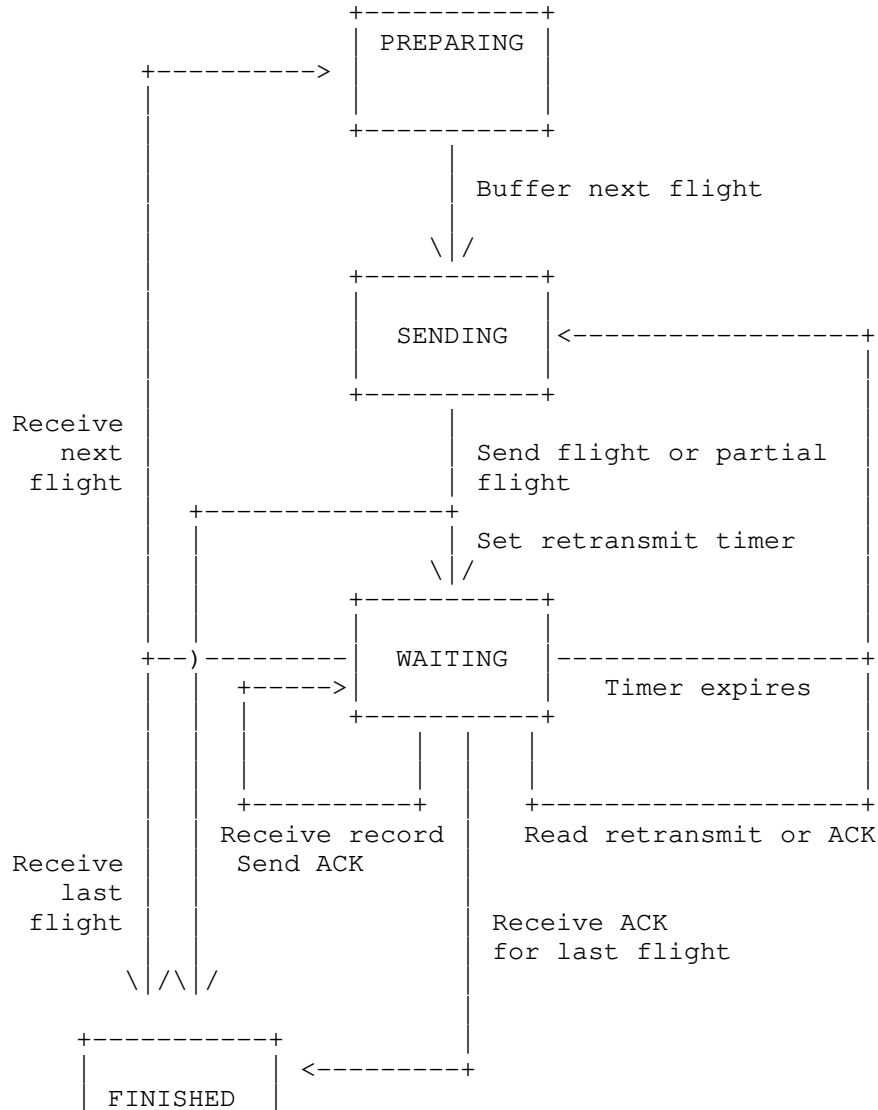 PREPARING
Buffer next flight
SENDING
Receive
next
flight
Send flight or partial
flight
Set retransmit timer
WAITING
Timer expires
Receive record
Send ACK
Read retransmit or ACK
Receive
last
flight
Receive ACK
for last flight
FINISHED